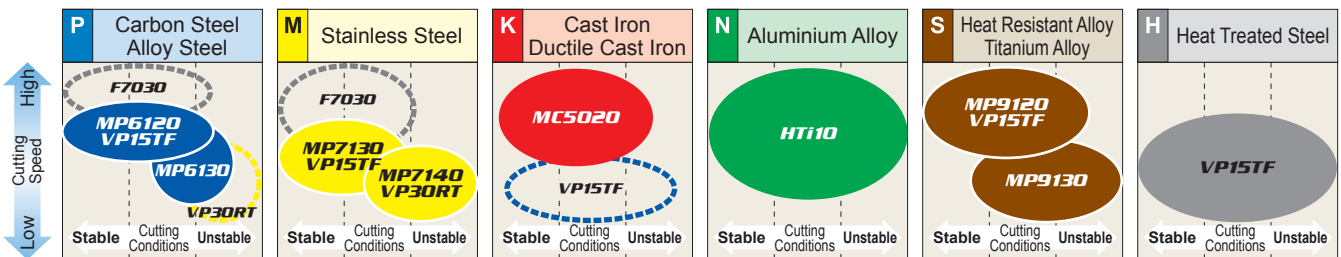 High
Cutting
Speed
Low
P
Carbon Steel
Alloy Steel
F7030
MP6120
VP15TF
MP6130
VP30RT
Stable
Cutting
Conditions
Unstable
M
Stainless Steel
F7030
MP7130
VP15TF
MP7140
VP30RT
Stable
Cutting
Conditions
Unstable
K
Cast Iron
Ductile Cast Iron
MC5020
VP15TF
Stable
Cutting
Conditions
Unstable
N
Aluminium Alloy
HTi10
Stable
Cutting
Conditions
Unstable
S
Heat Resistant Alloy
Titanium Alloy
MP9120
VP15TF
MP9130
Stable
Cutting
Conditions
Unstable
H
Heat Treated Steel
VP15TF
Stable
Cutting
Conditions
Unstable